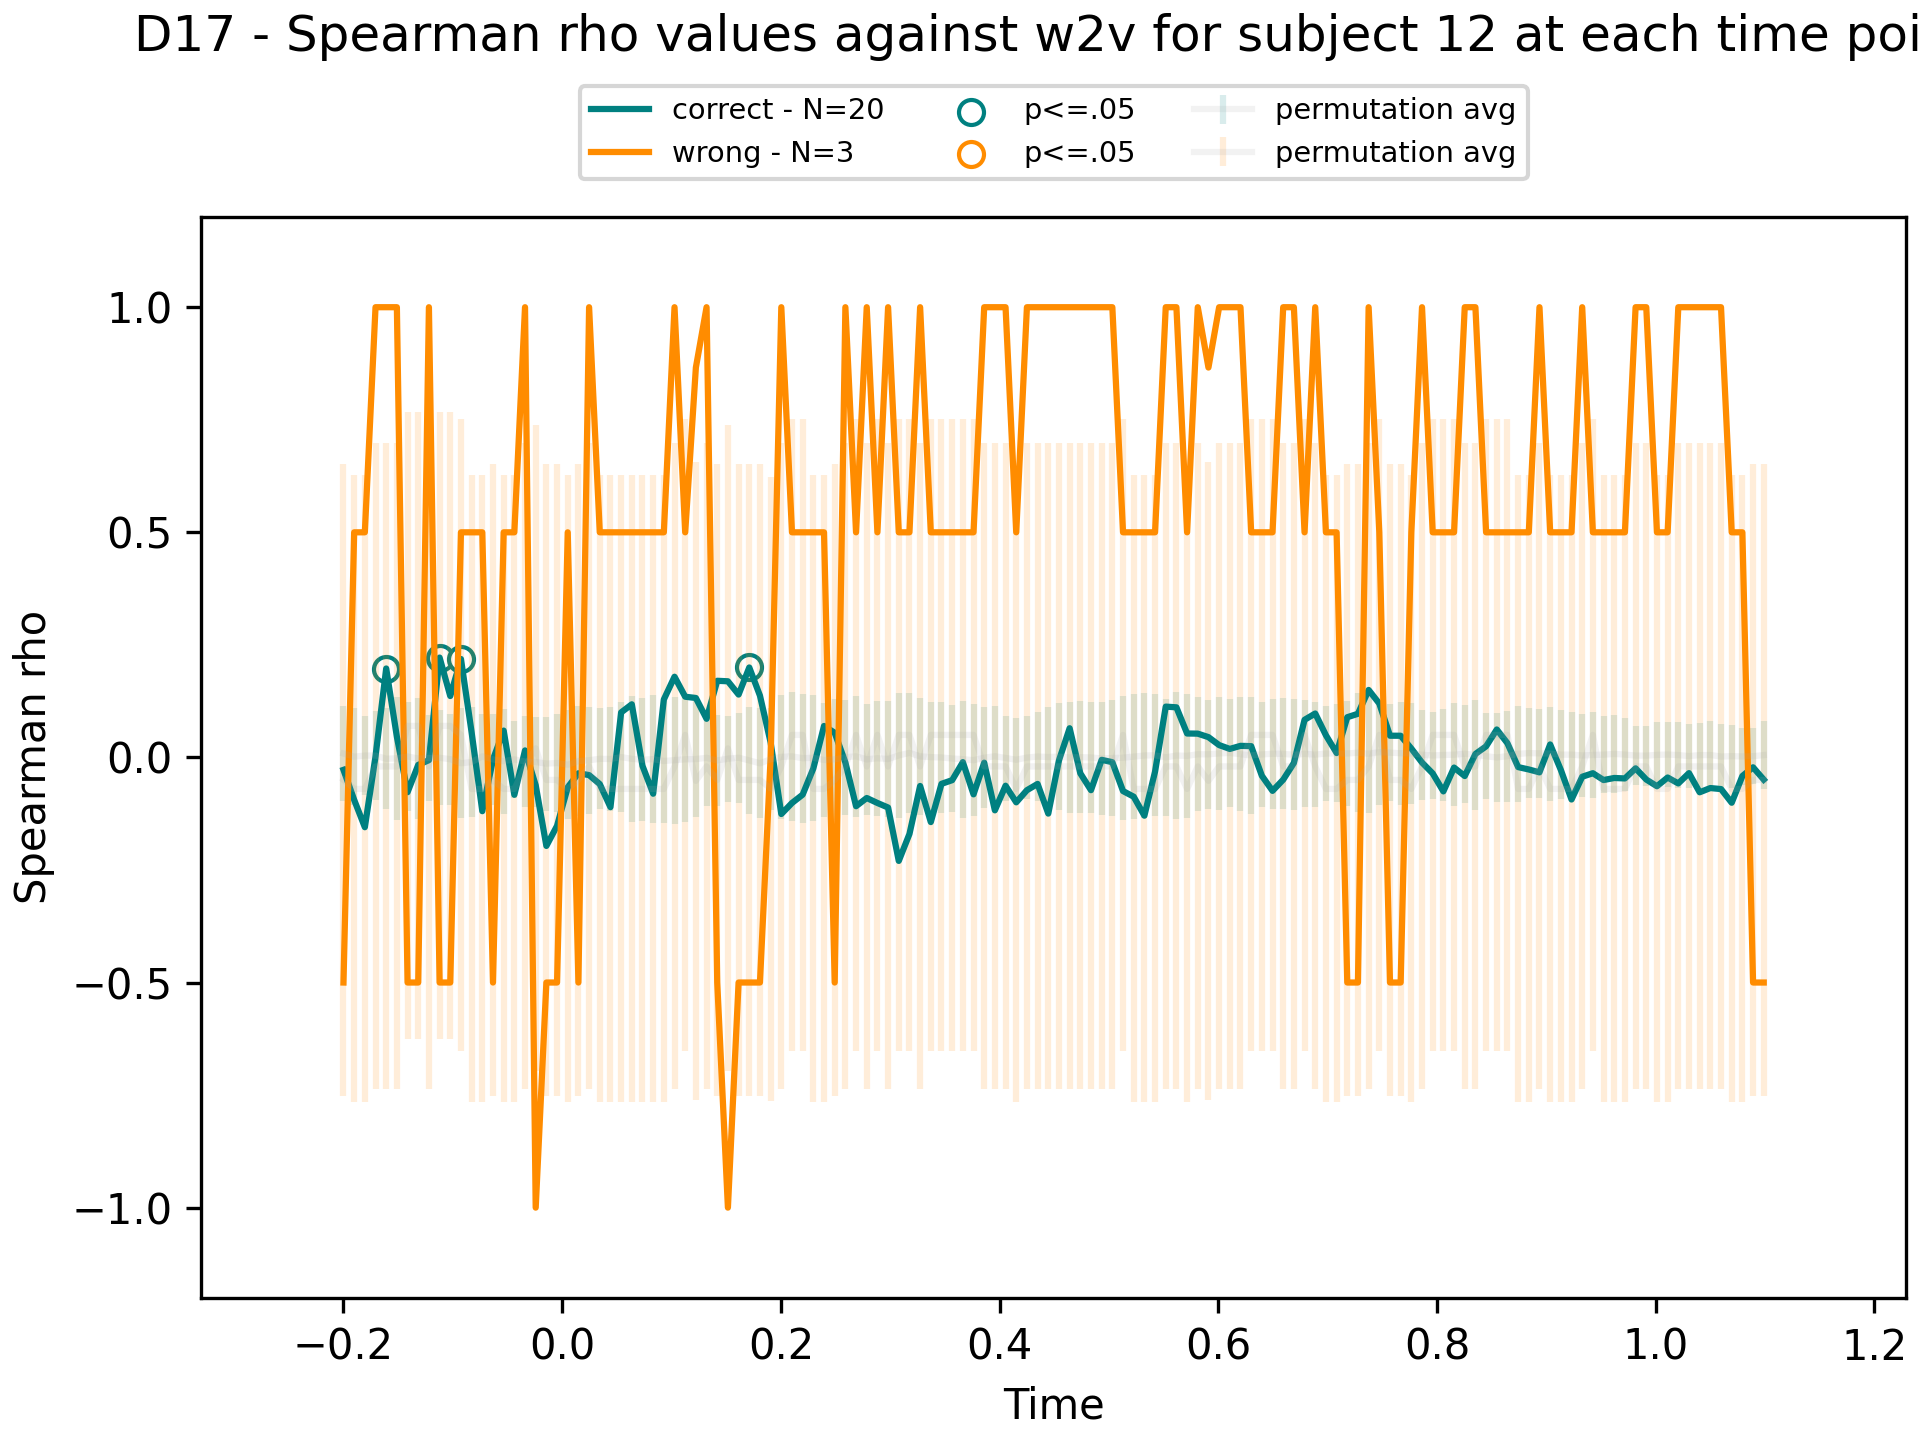 D17 - Spearman rho values against w2v for subject 12 at each time poi
correct - N=20 p<=.05 permutation avg
wrong - N=3 p<=.05 permutation avg
1.0
0.5
0.0
−0.5
−1.0
Spearman rho
−0.2 0.0 0.2 0.4 0.6 0.8 1.0 1.2
Time